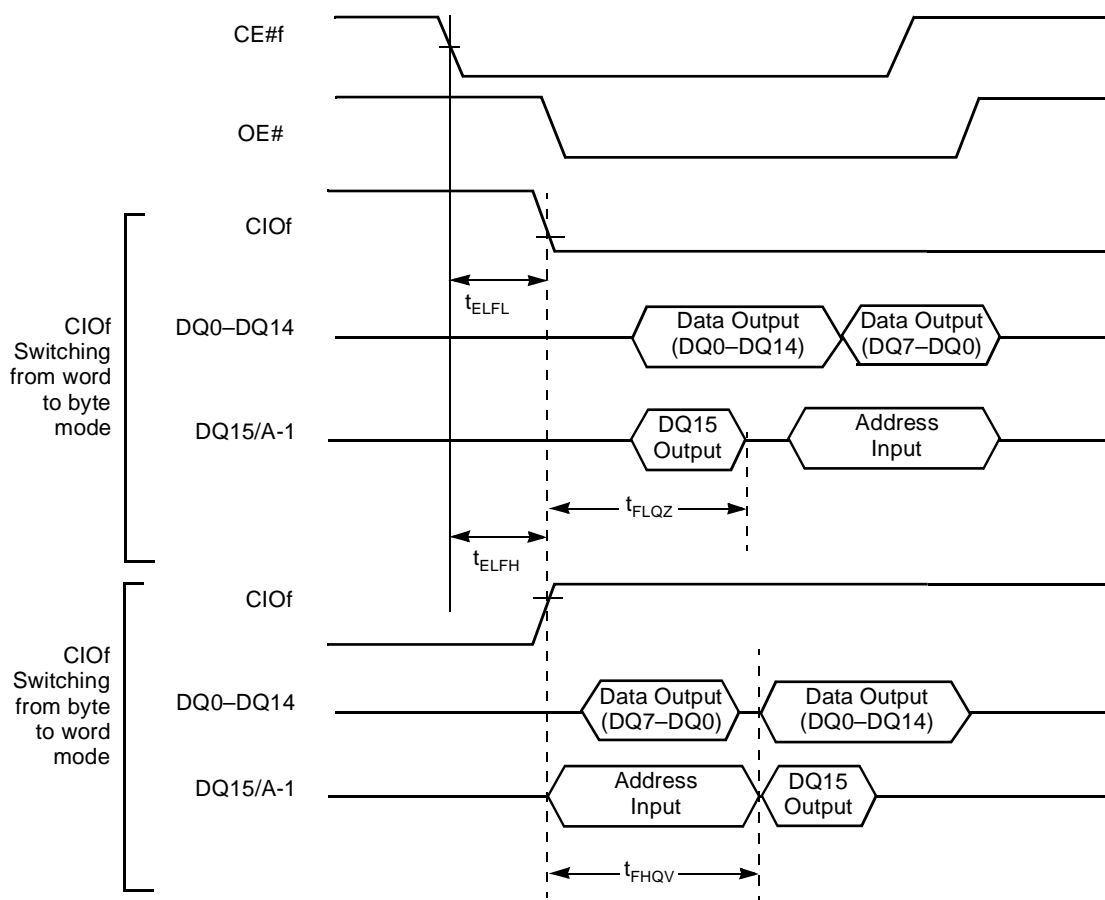 CE#f
OE#
CIOf
tELFL
CIOf
Switching
from word
to byte
mode
DQ0–DQ14
Data Output
(DQ0–DQ14)
Data Output
(DQ7–DQ0)
DQ15/A-1
DQ15
Output
Address
Input
tFLQZ
tELFH
CIOf
CIOf
Switching
from byte
to word
mode
DQ0–DQ14
Data Output
(DQ7–DQ0)
Data Output
(DQ0–DQ14)
DQ15/A-1
Address
Input
DQ15
Output
tFHQV